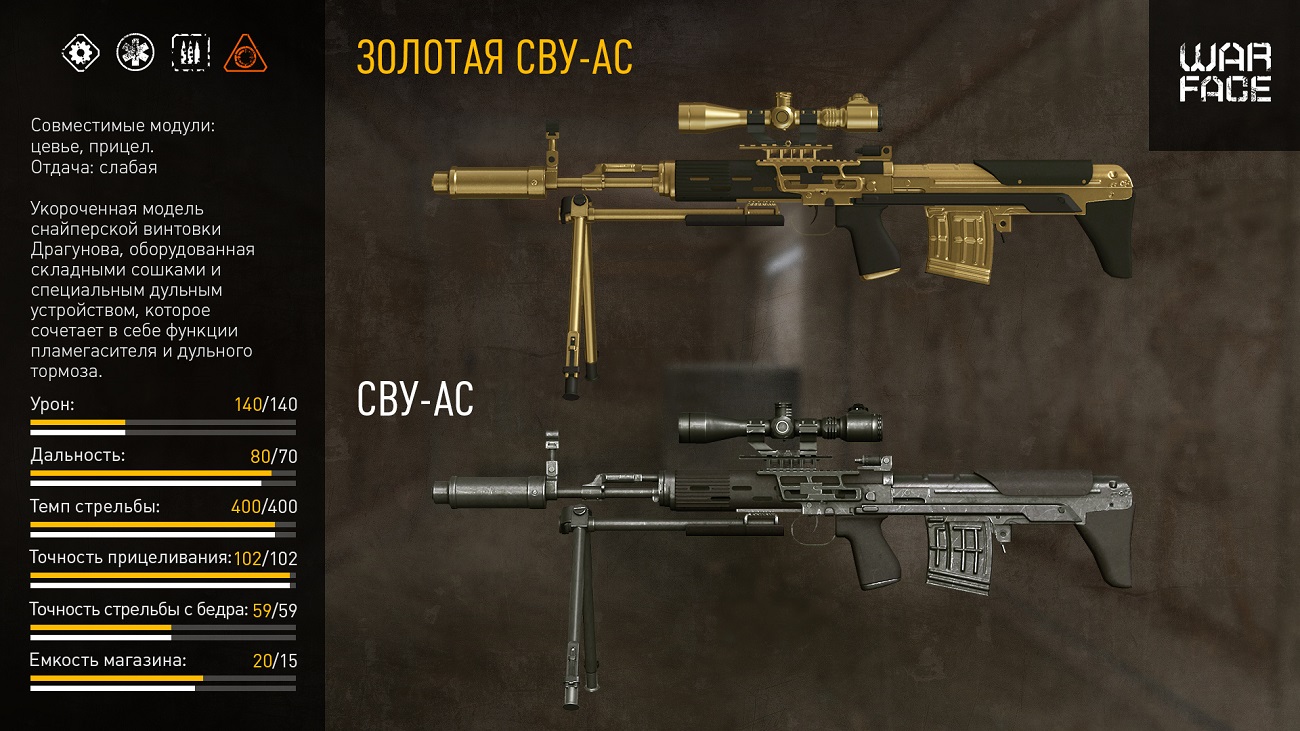 ЗОЛОТАЯ СВУ-АС
WAR
FACE
Совместимые модули:
цевье, прицел.
Отдача: слабая
Укороченная модель
снайперской винтовки
Драгунова, оборудованная
складными сошками и
специальным дульным
устройством, которое
сочетает в себе функции
пламегасителя и дульного
тормоза.
СВУ-АС
Урон: 140/140
Дальность: 80/70
Темп стрельбы: 400/400
Точность прицеливания: 102/102
Точность стрельбы с бедра: 59/59
Емкость магазина: 20/15